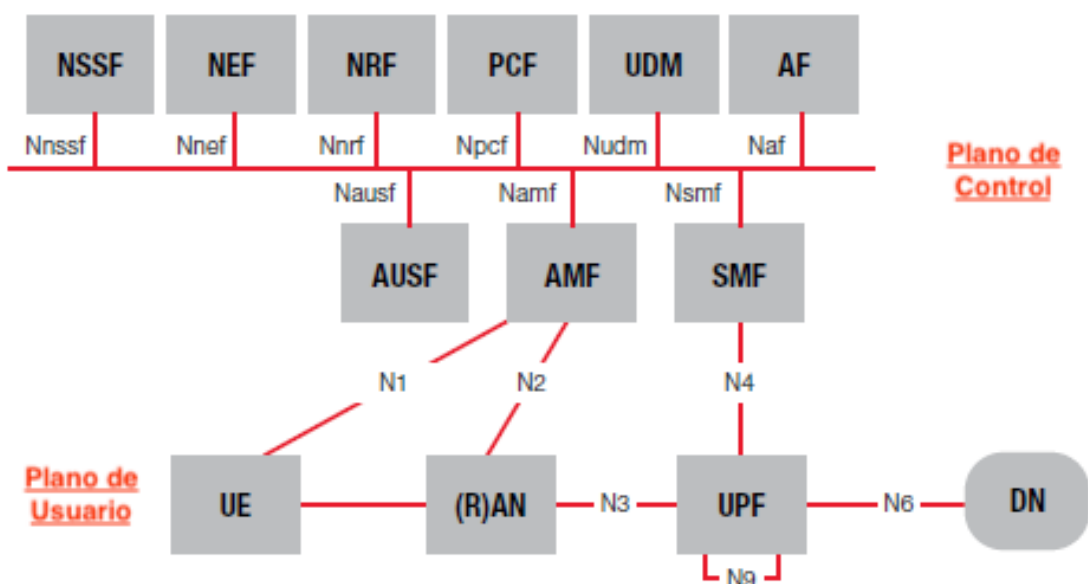 NSSF NEF NRF PCF UDM AF
Nnssf Nnef Nnrf Npcf Nudm Naf
Plano de
Control
Nausf Namf Nsmf
AUSF AMF SMF
N1 N2 N4
Plano de
Usuario
UE (R)AN N3 UPF N6 DN
N9